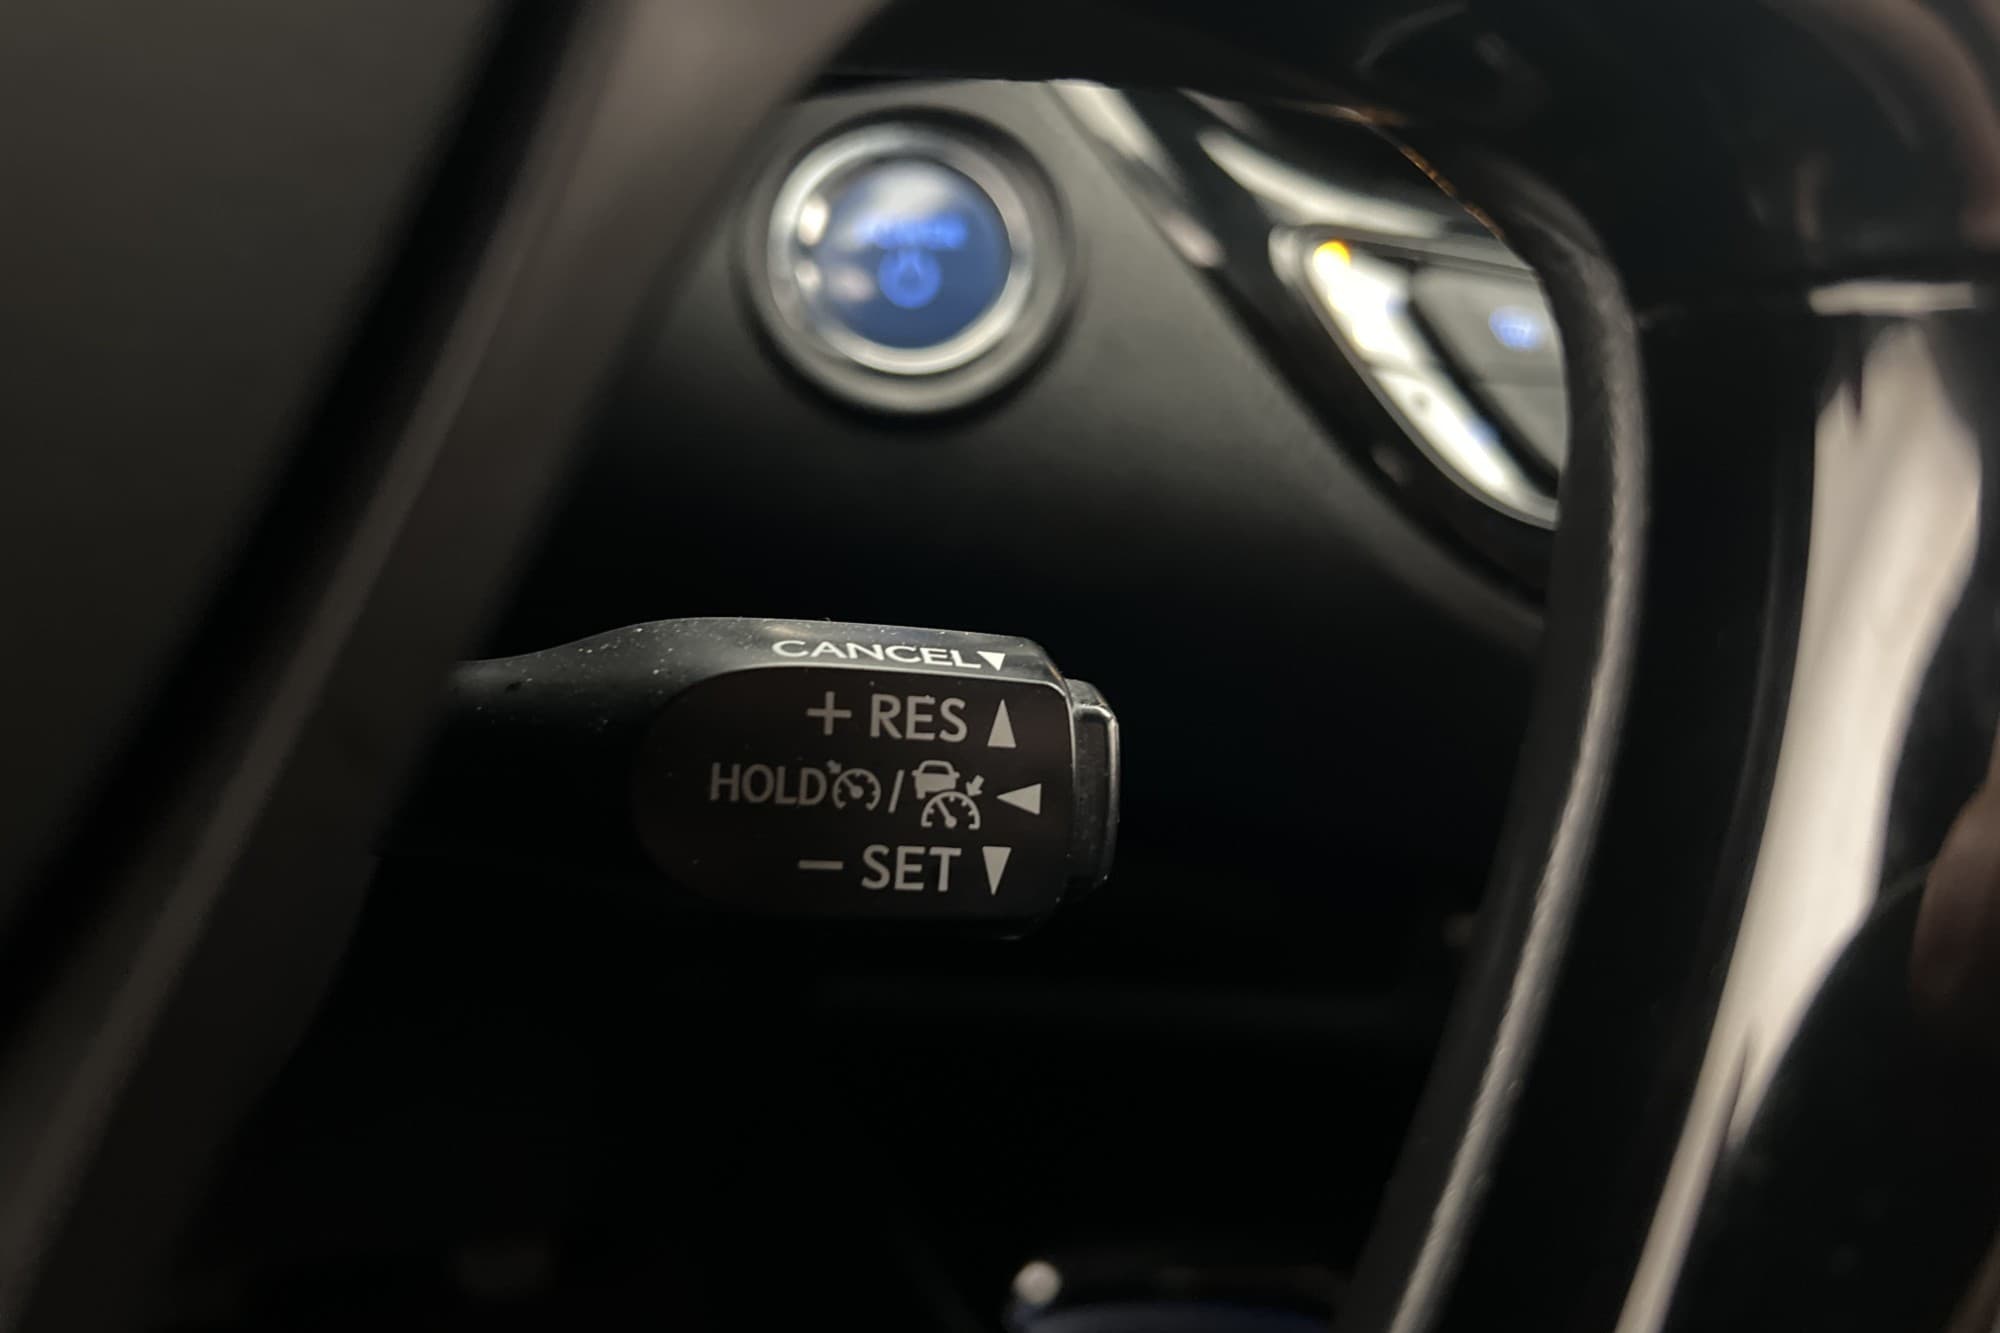 CANCEL▼
+ RES ▲
HOLD / ◀
− SET ▼